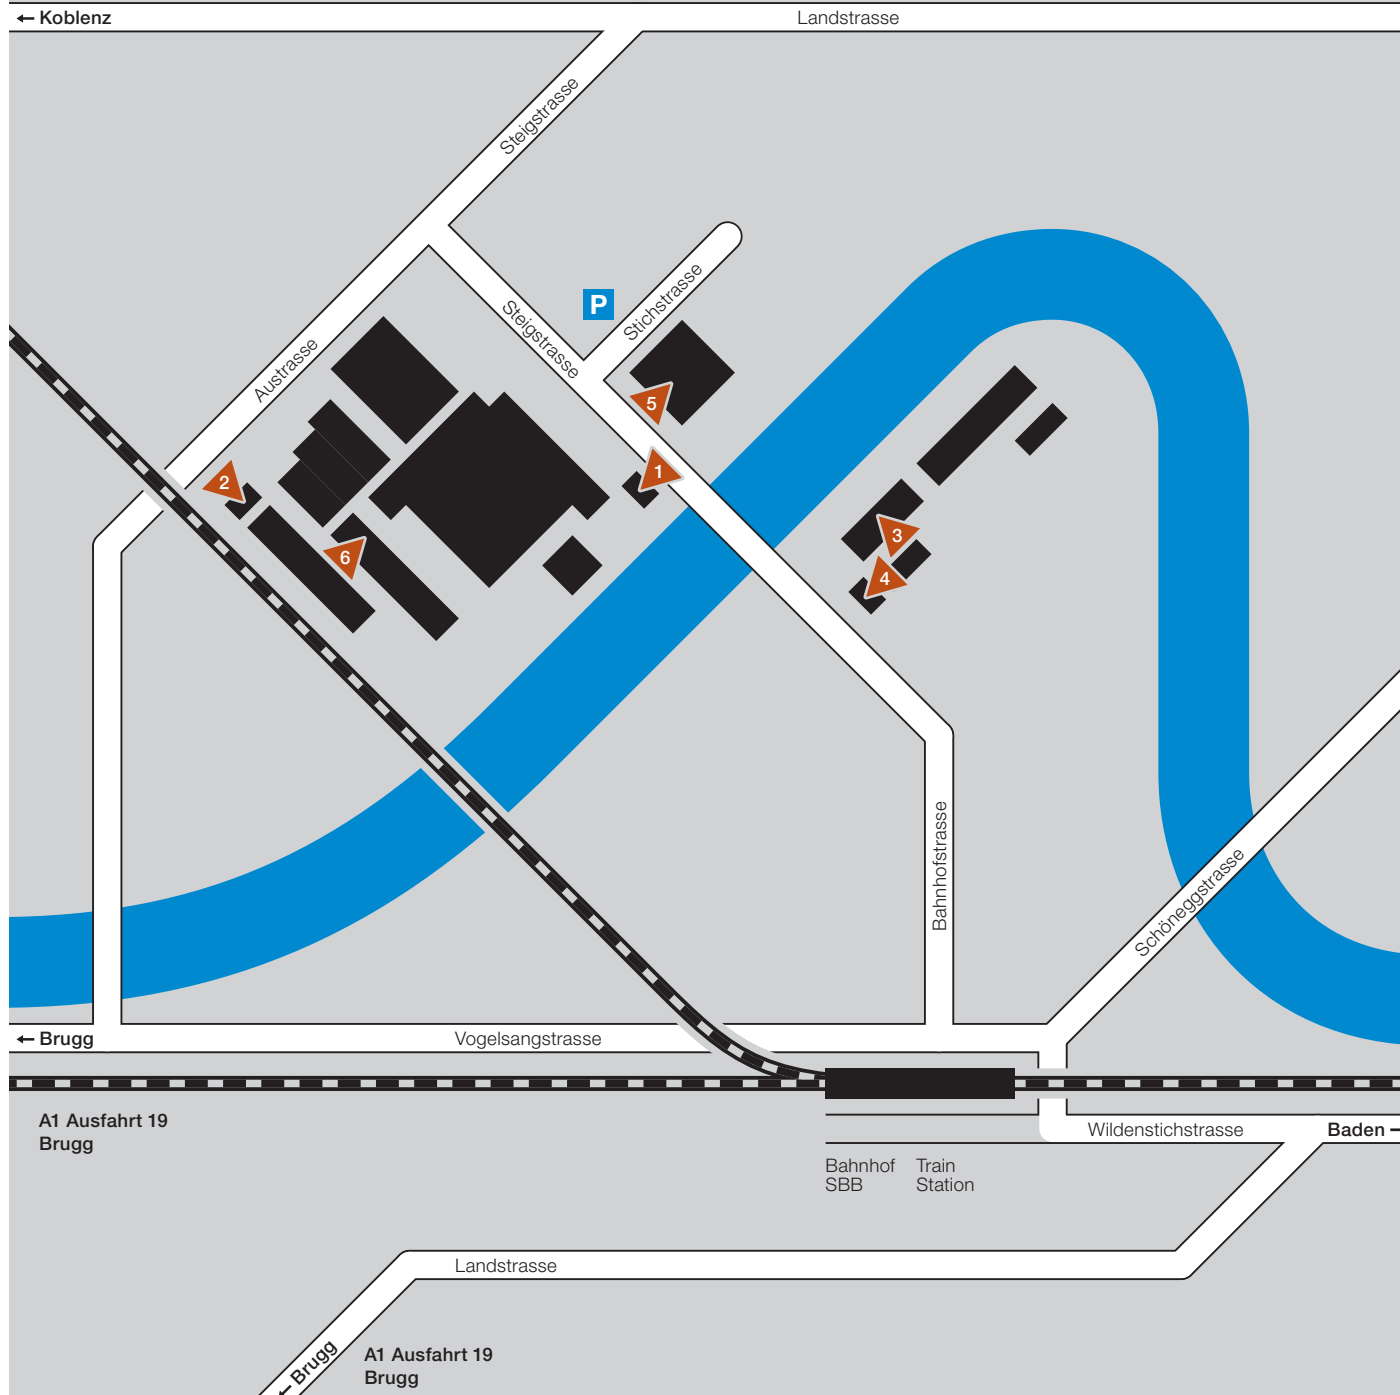 ← Koblenz
Landstrasse
Steigstrasse
Stichstrasse
P
Steigstrasse
Austrasse
5
1
2
3
6
4
Bahnhofstrasse
Schöneggstrasse
← Brugg
Vogelsangstrasse
A1 Ausfahrt 19
Brugg
Wildenstichstrasse
Baden
Bahnhof
SBB
Train
Station
Landstrasse
← Brugg
A1 Ausfahrt 19
Brugg